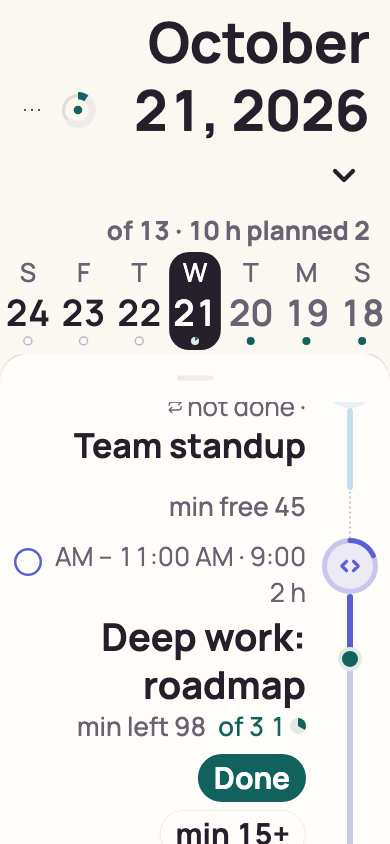 October
21, 2026
...
of 13 · 10 h planned 2
S F T W T M S
24 23 22 21 20 19 18
not done ·
Team standup
min free 45
AM – 11:00 AM · 9:00
2 h
Deep work:
roadmap
min left 98 of 3 1
Done
min 15+